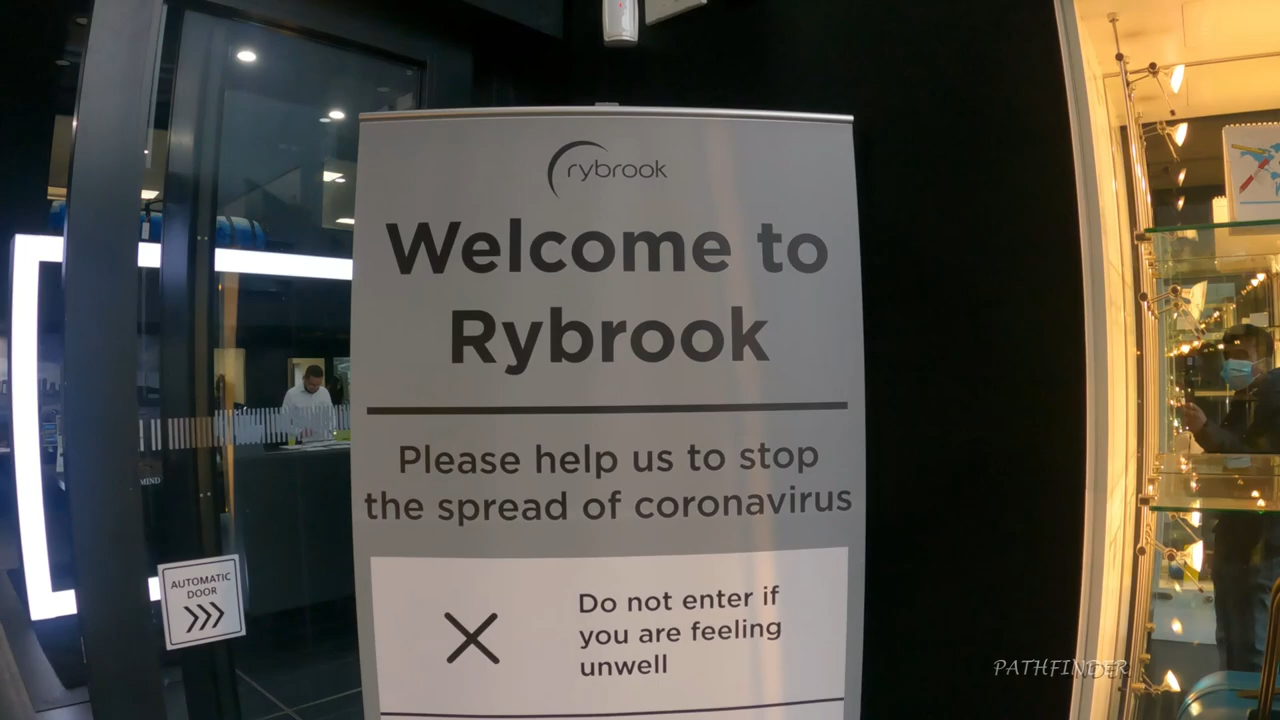 rybrook
Welcome to
Rybrook
Please help us to stop
the spread of coronavirus
Do not enter if
you are feeling
unwell
AUTOMATIC
DOOR
MIND
PATHFINDER